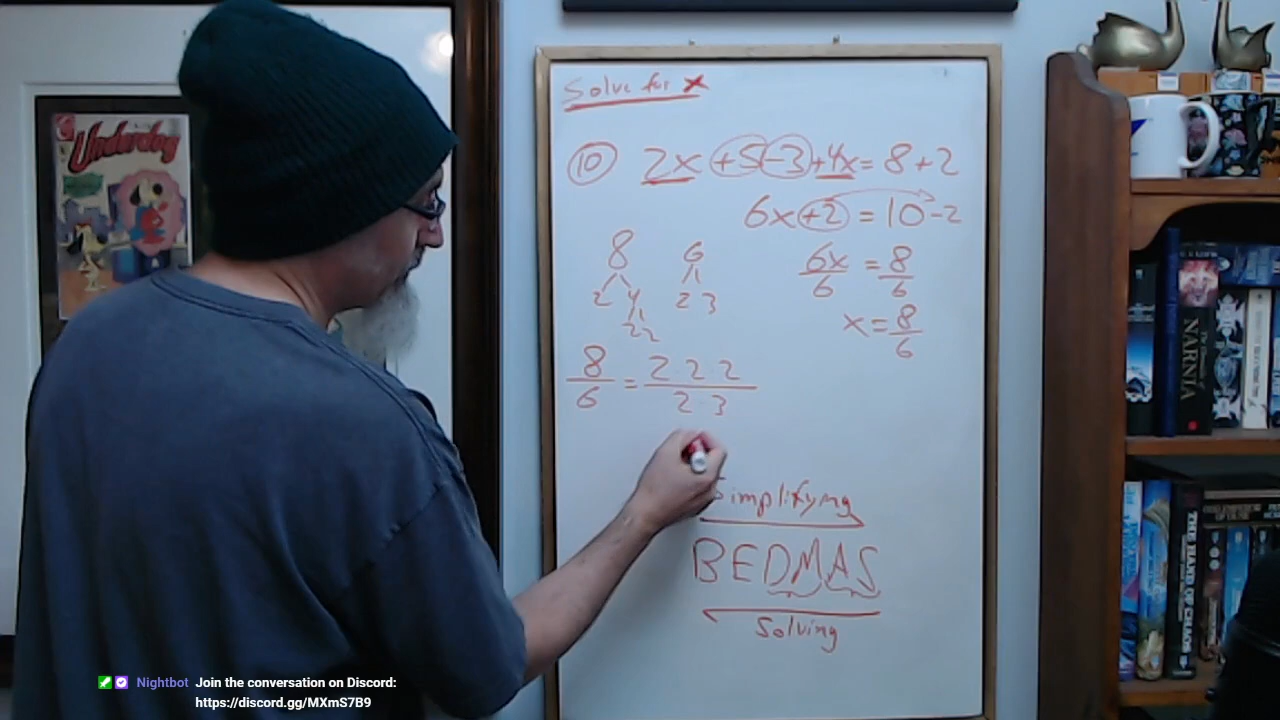 Underdog
Solve for x
10 2x +5 -3 +4x = 8 + 2
6x +2 = 10 - 2
8 6
6x/6 = 8/6
2 4 2 3
2 2
x = 8/6
8/6 = 2 · 2 · 2 / 2 · 3
Simplifying
BEDMAS
Solving
NARNIA
Nightbot Join the conversation on Discord:
https://discord.gg/MXmS7B9